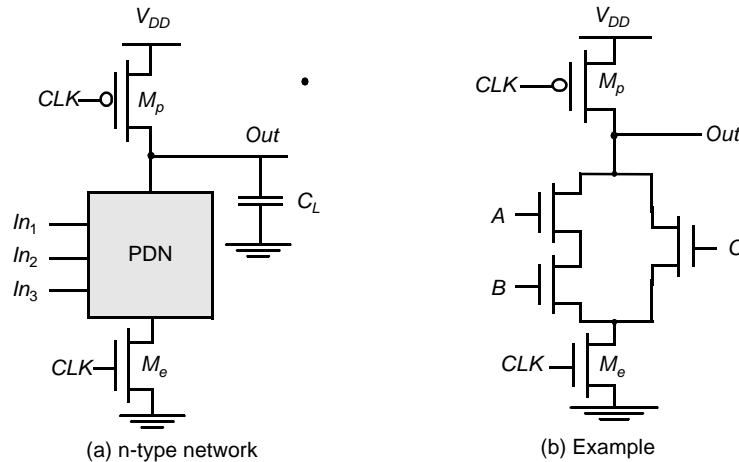 V_DD
CLK
M_p
Out
In_1
In_2
In_3
PDN
C_L
CLK
M_e
(a) n-type network
V_DD
CLK
M_p
Out
A
B
C
CLK
M_e
(b) Example